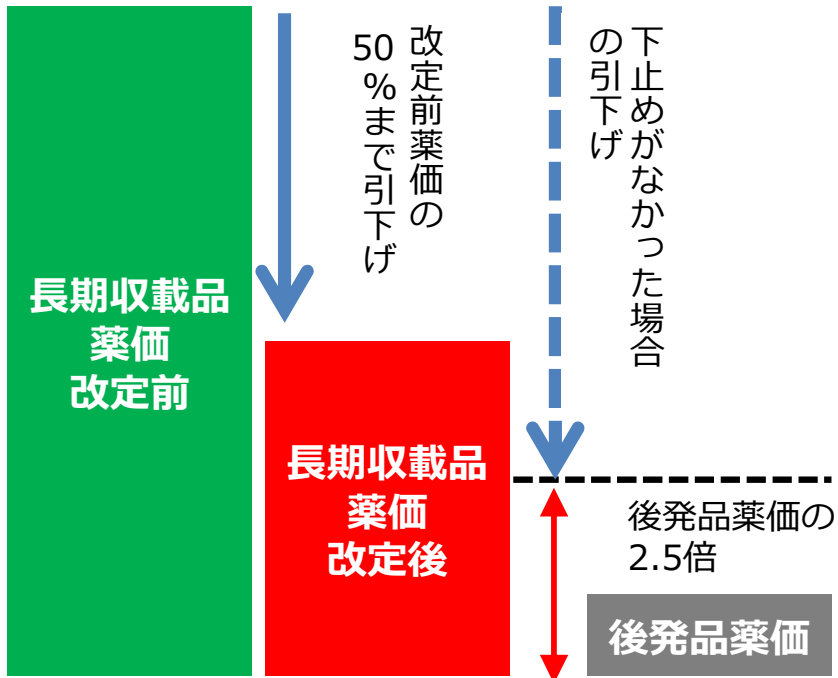 長期収載品
薬価
改定前
改定前薬価の
50%まで引下げ
長期収載品
薬価
改定後
下止めがなかった場合
の引下げ
後発品薬価の
2.5倍
後発品薬価